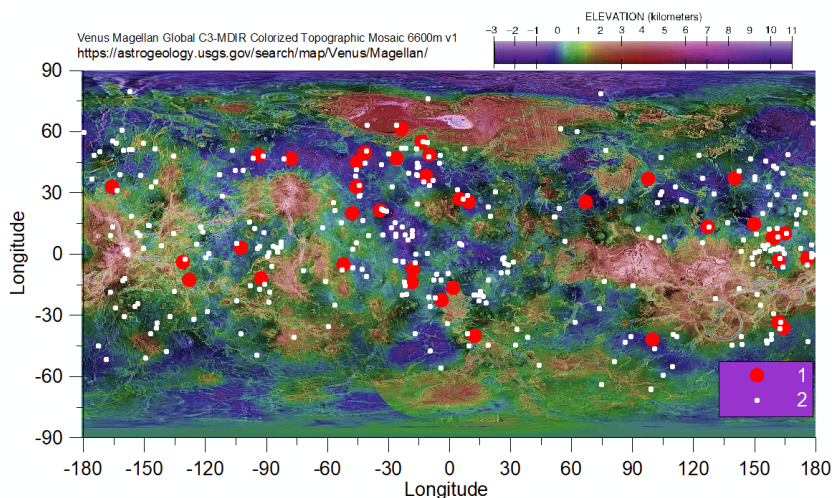 ELEVATION (kilometers)
Venus Magellan Global C3-MDIR Colorized Topographic Mosaic 6600m v1
https://astrogeology.usgs.gov/search/map/Venus/Magellan/
-3 -2 -1 0 1 2 3 4 5 6 7 8 9 10 11
90
60
30
0
-30
-60
-90
Longitude
1
2
-180 -150 -120 -90 -60 -30 0 30 60 90 120 150 180
Longitude